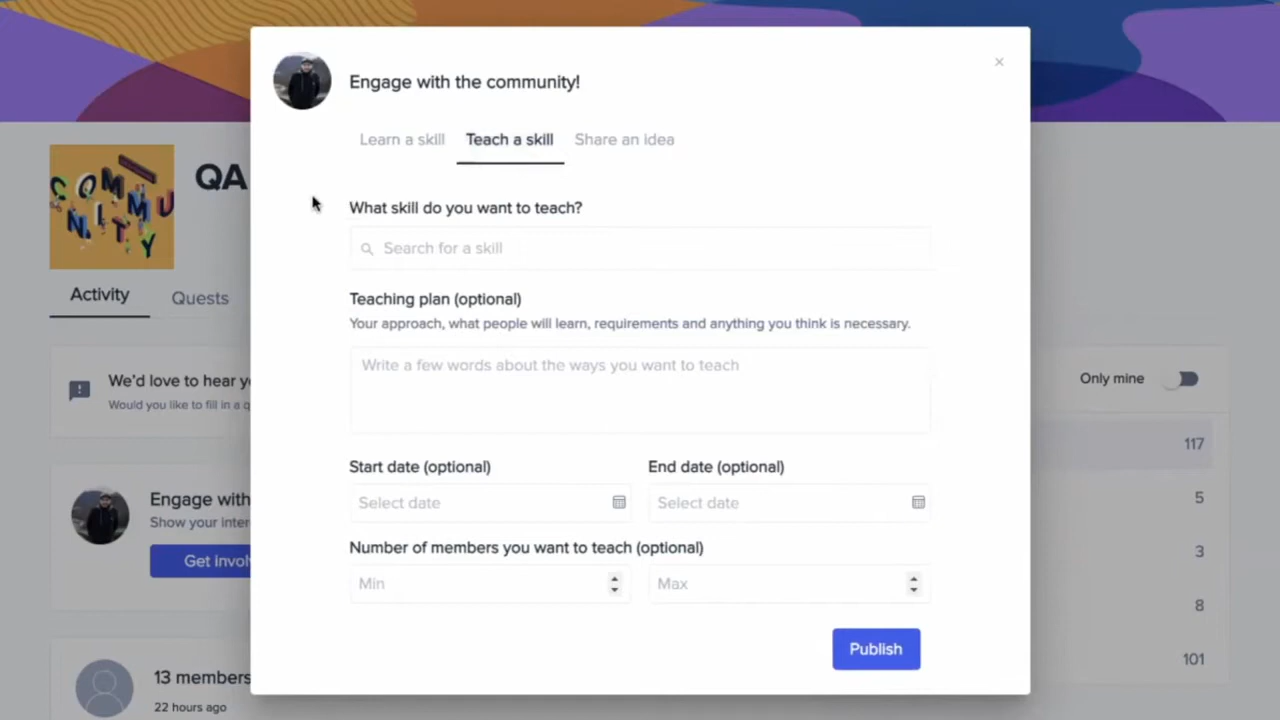 Engage with the community!
Learn a skill
Teach a skill
Share an idea
What skill do you want to teach?
Search for a skill
Teaching plan (optional)
Your approach, what people will learn, requirements and anything you think is necessary.
Write a few words about the ways you want to teach
Start date (optional)
End date (optional)
Select date
Select date
Number of members you want to teach (optional)
Min
Max
Publish
COMMUNITY
QA
Activity
Quests
We'd love to hear
Would you like to fill in a
Engage with
Show your
Get
13 members
22 hours ago
Only mine
117
5
3
8
101